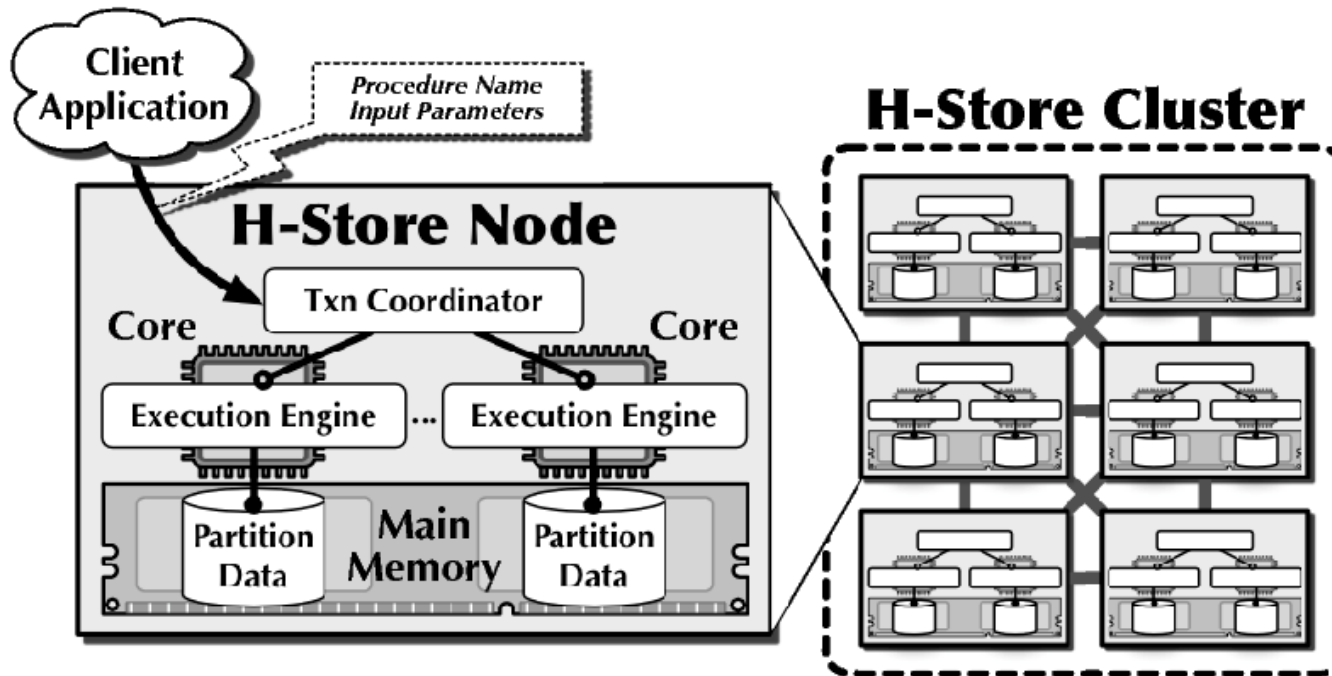 Client
Application
Procedure Name
Input Parameters
H-Store Cluster
H-Store Node
Txn Coordinator
Core
Core
Execution Engine
...
Execution Engine
Partition
Data
Main
Memory
Partition
Data